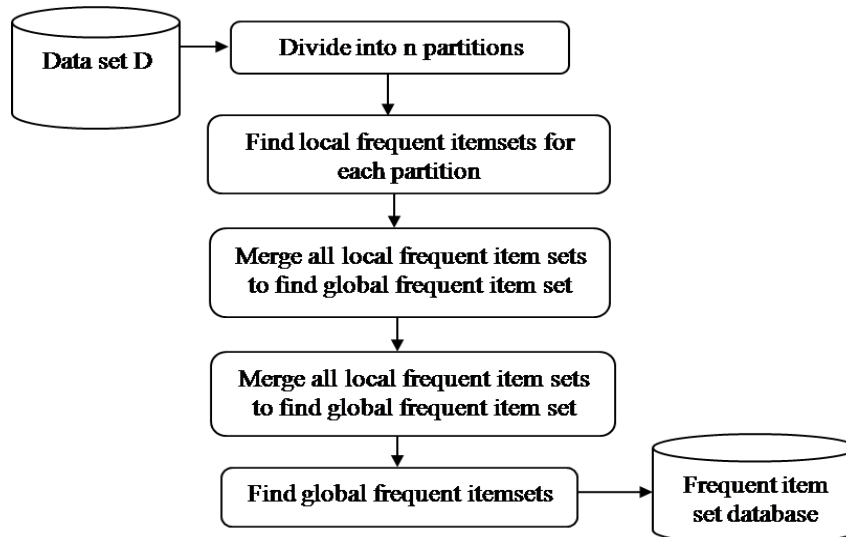 Data set D
Divide into n partitions
Find local frequent itemsets for
each partition
Merge all local frequent item sets
to find global frequent item set
Merge all local frequent item sets
to find global frequent item set
Find global frequent itemsets
Frequent item
set database